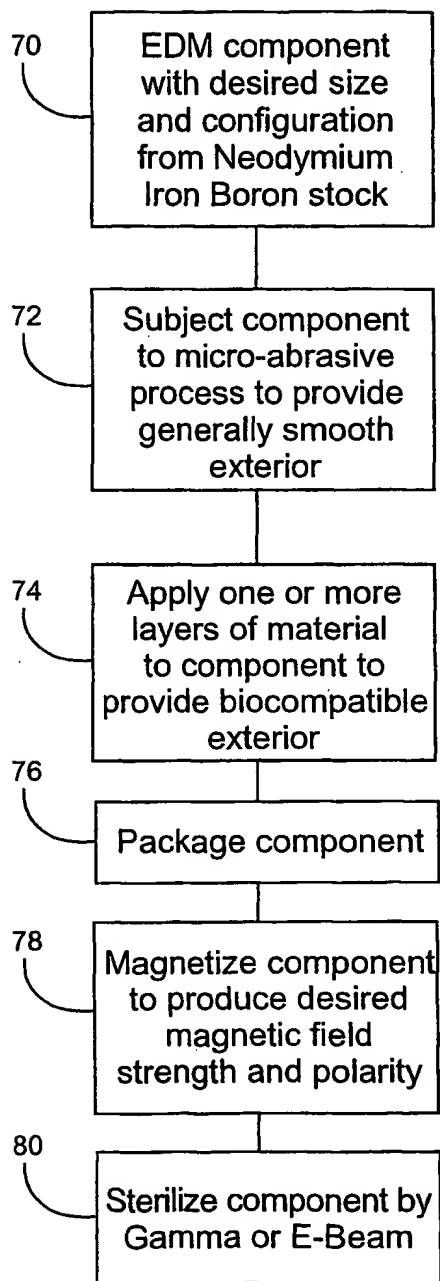 70
EDM component
with desired size
and configuration
from Neodymium
Iron Boron stock
72
Subject component
to micro-abrasive
process to provide
generally smooth
exterior
74
Apply one or more
layers of material
to component to
provide biocompatible
exterior
76
Package component
78
Magnetize component
to produce desired
magnetic field
strength and polarity
80
Sterilize component by
Gamma or E-Beam